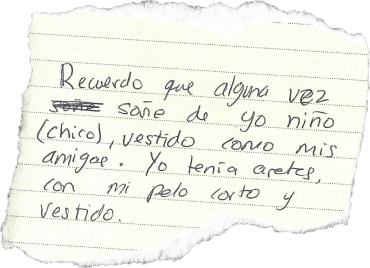 Recuerdo que alguna vez
soñe de yo niño
(chico), vestido como mis
amigas. Yo tenia aretes,
con mi pelo corto y
vestido.